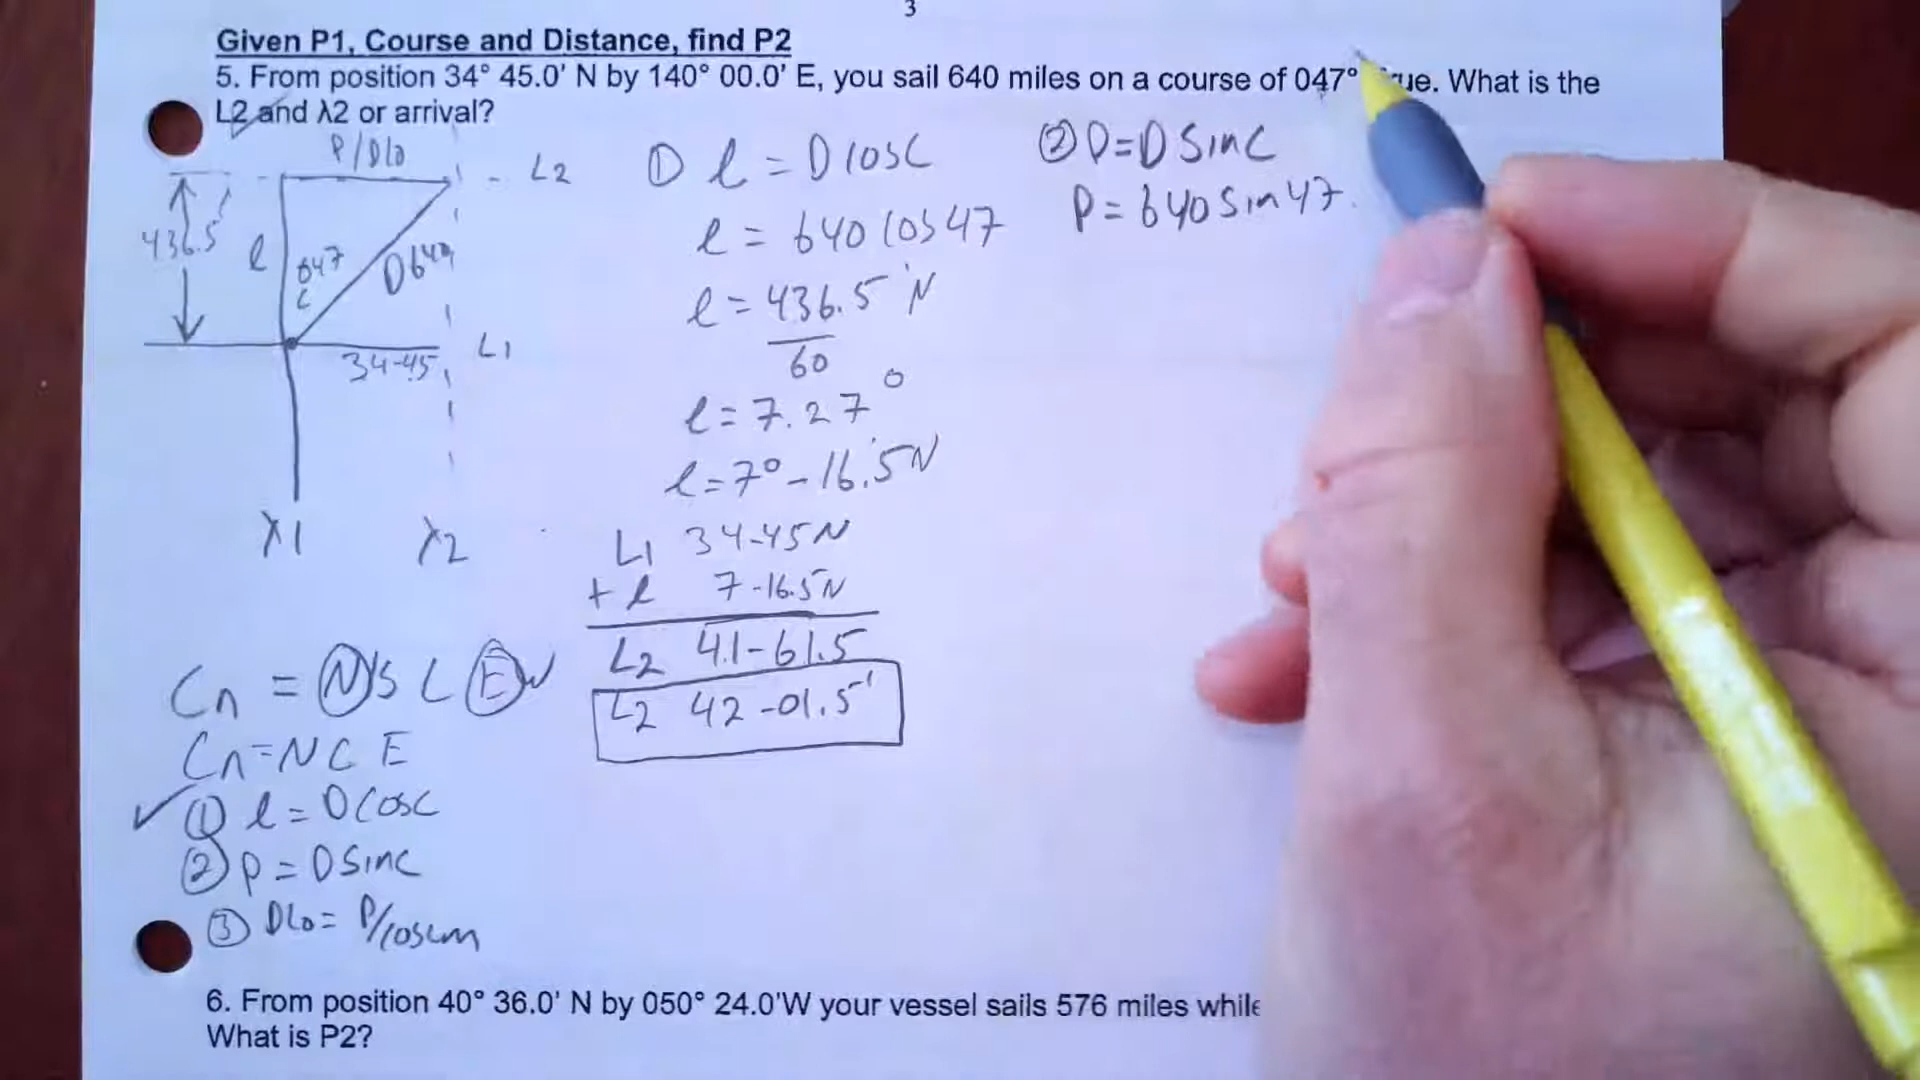 3
Given P1, Course and Distance, find P2
5. From position 34° 45.0' N by 140° 00.0' E, you sail 640 miles on a course of 047° ue. What is the
L2 and λ2 or arrival?
P/DLo
L2
436.5
l
047
C
D640
34-45
L1
λ1
λ2
Cn = N/S C E/W
Cn=N C E
① l = D cos C
② P = D sin C
③ DLo = P/cos Lm
① l = D cos C
l = 640 cos 47
l = 436.5' N
60
l = 7.27°
l = 7° - 16.5' N
L1 34-45 N
+ l 7-16.5 N
L2 41-61.5
L2 42-01.5'
② P = D sin C
P = 640 sin 47
6. From position 40° 36.0' N by 050° 24.0'W your vessel sails 576 miles while
What is P2?